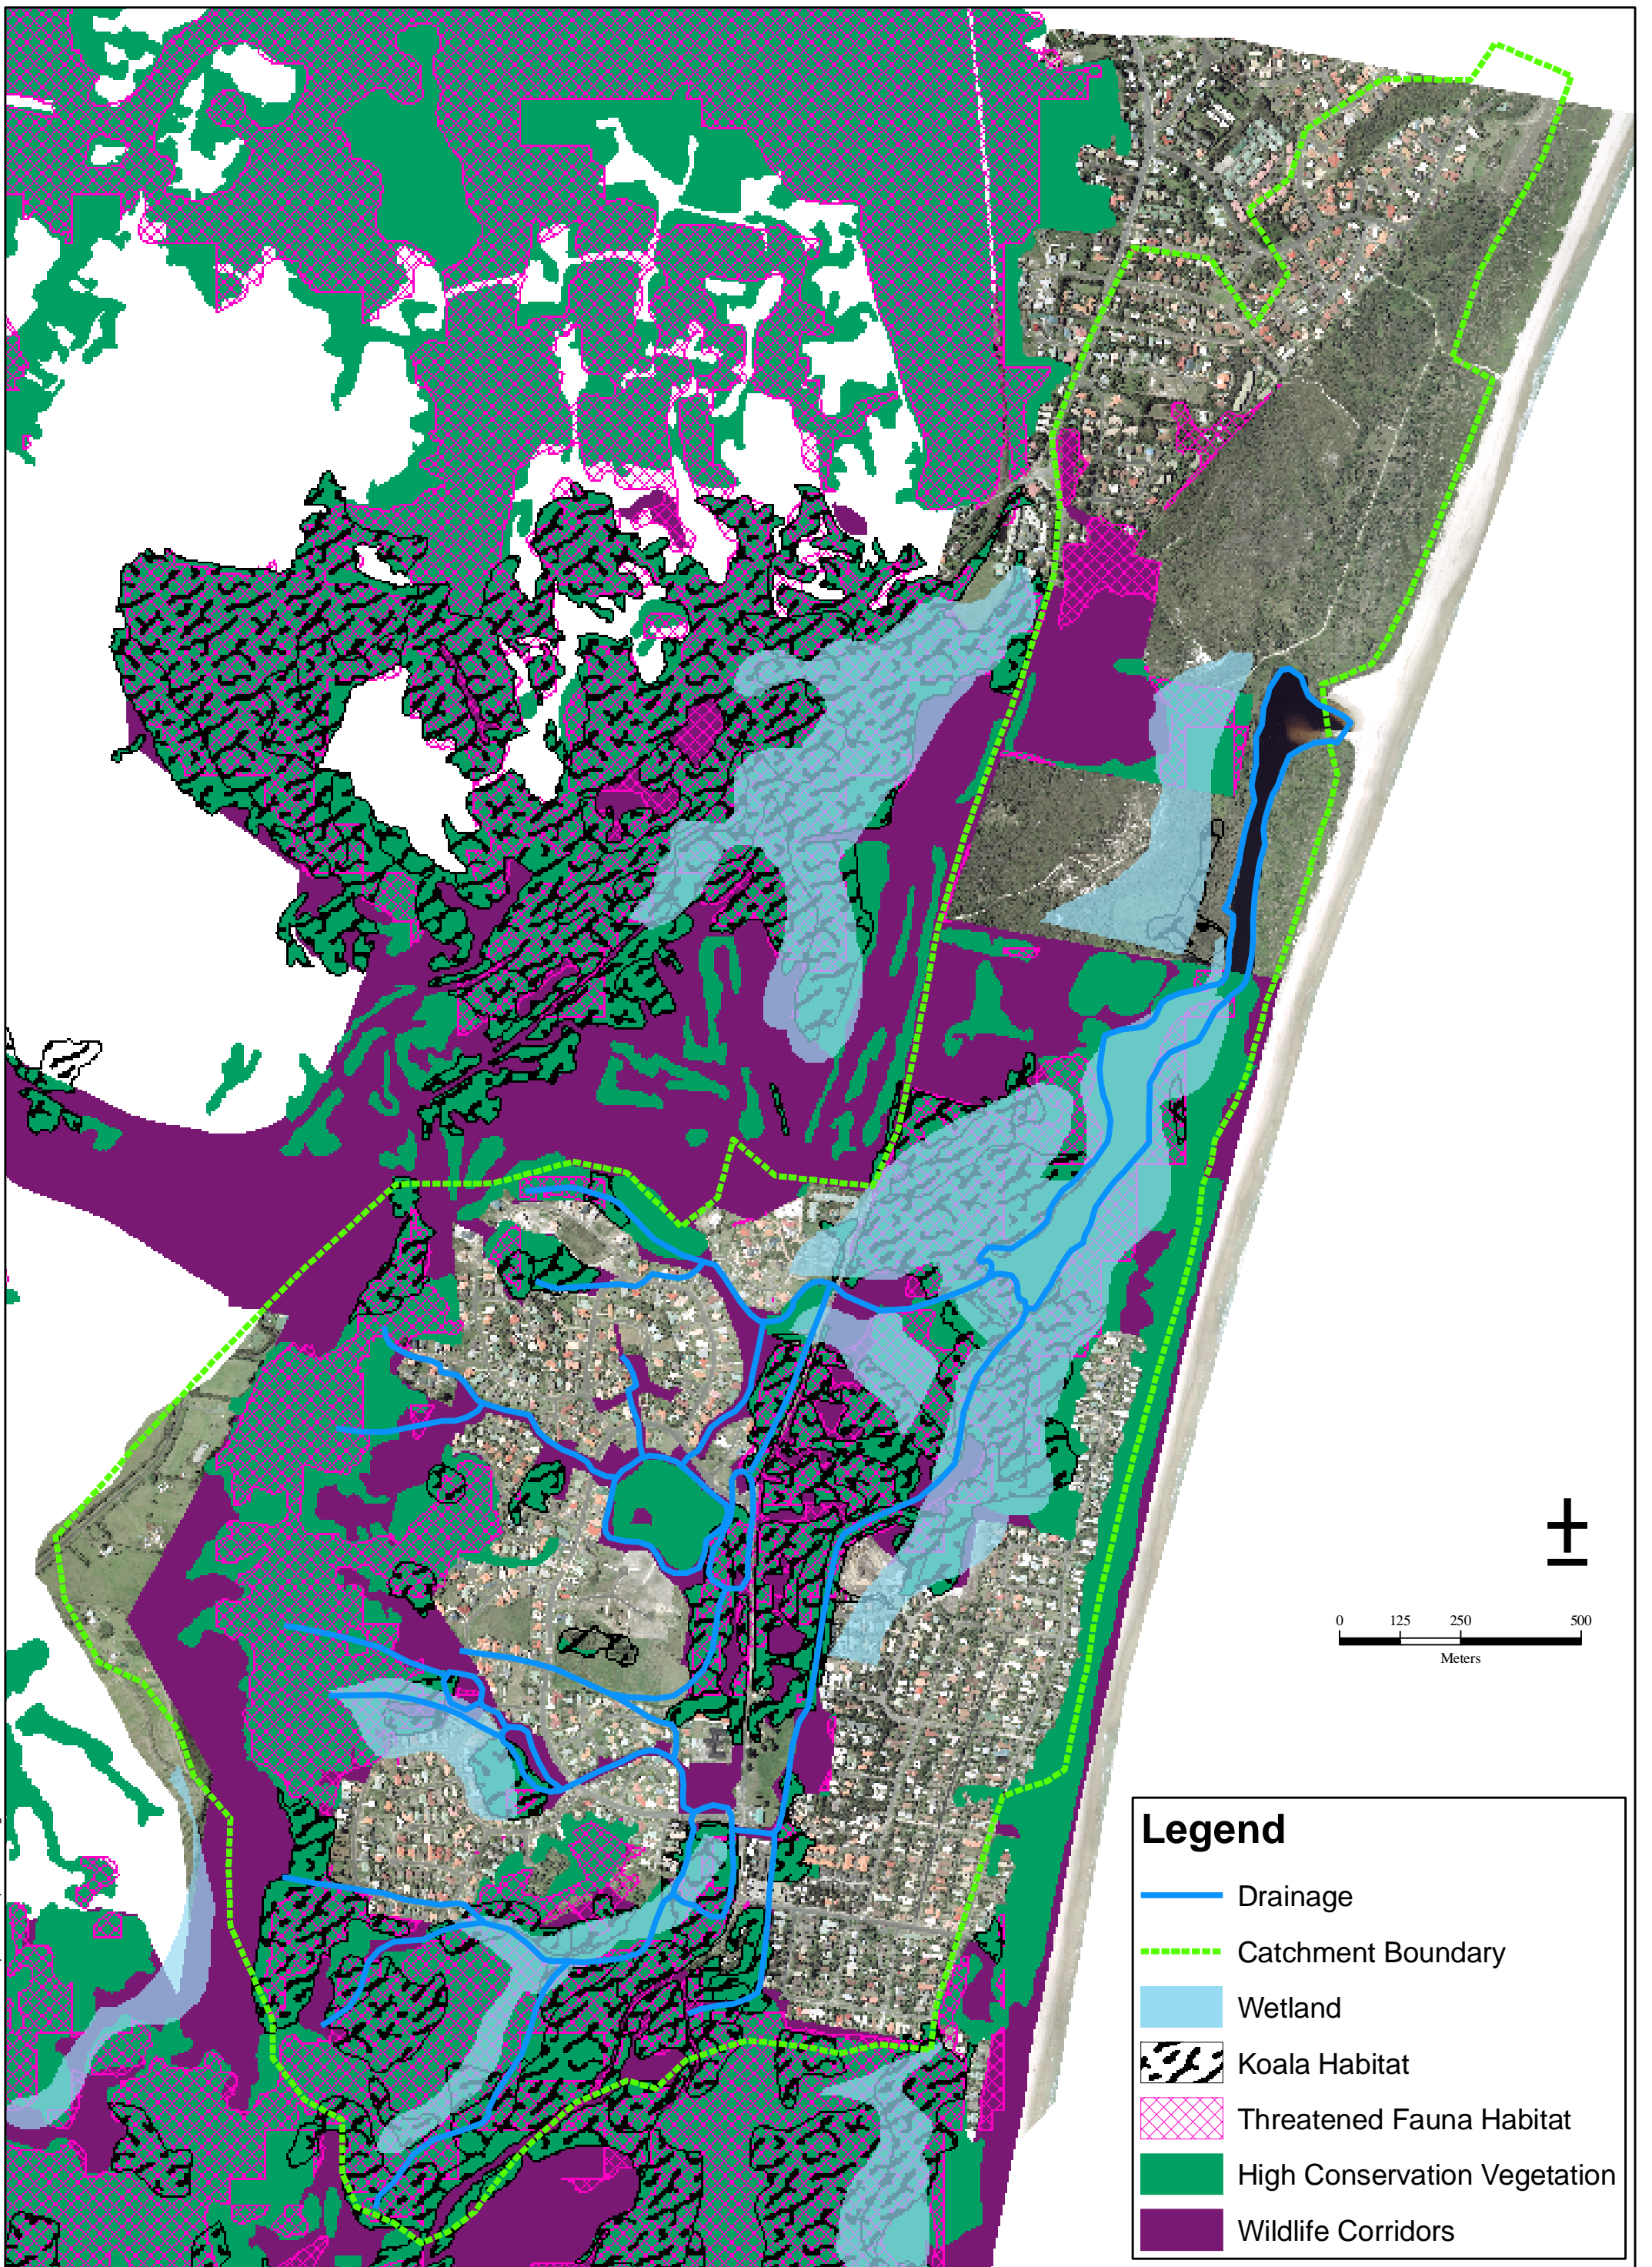 0 125 250 500
Meters
Legend
Drainage
Catchment Boundary
Wetland
Koala Habitat
Threatened Fauna Habitat
High Conservation Vegetation
Wildlife Corridors